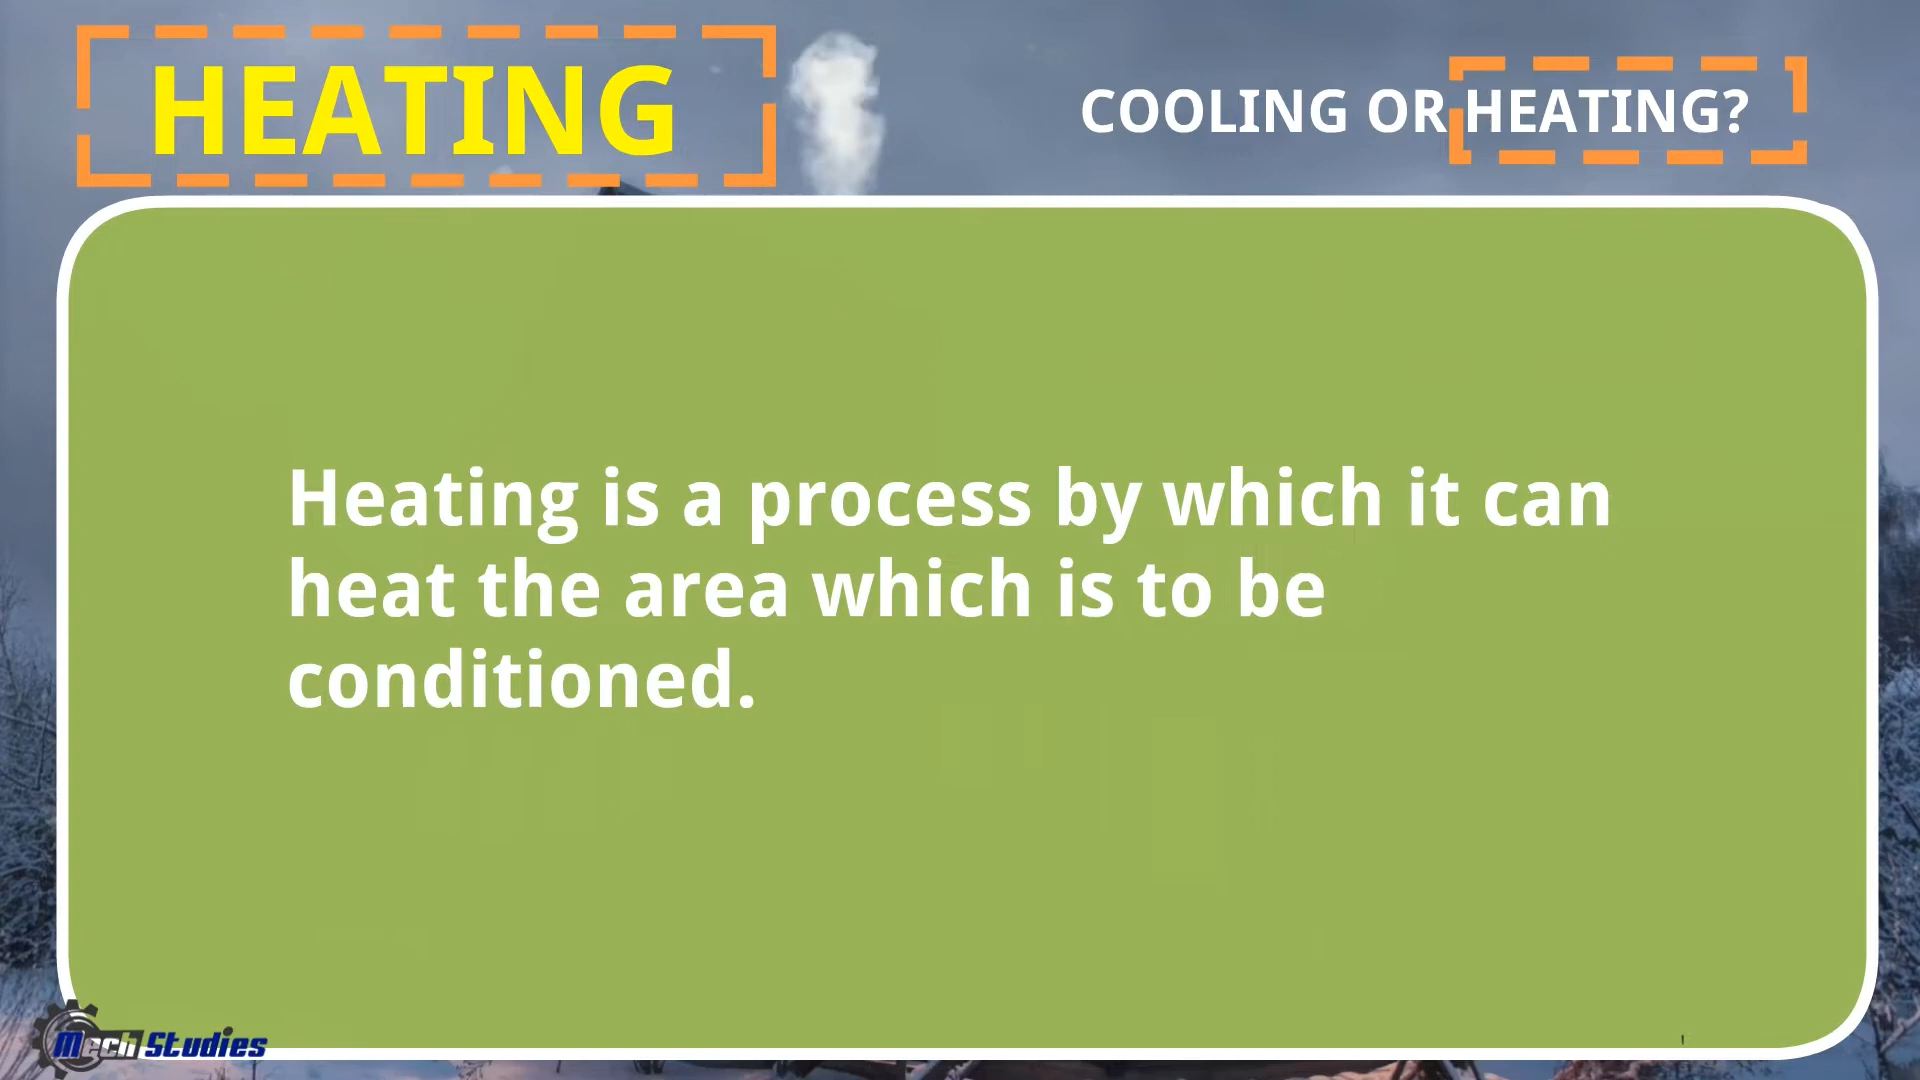 HEATING
COOLING OR HEATING?
Heating is a process by which it can
heat the area which is to be
conditioned.
Mech Studies